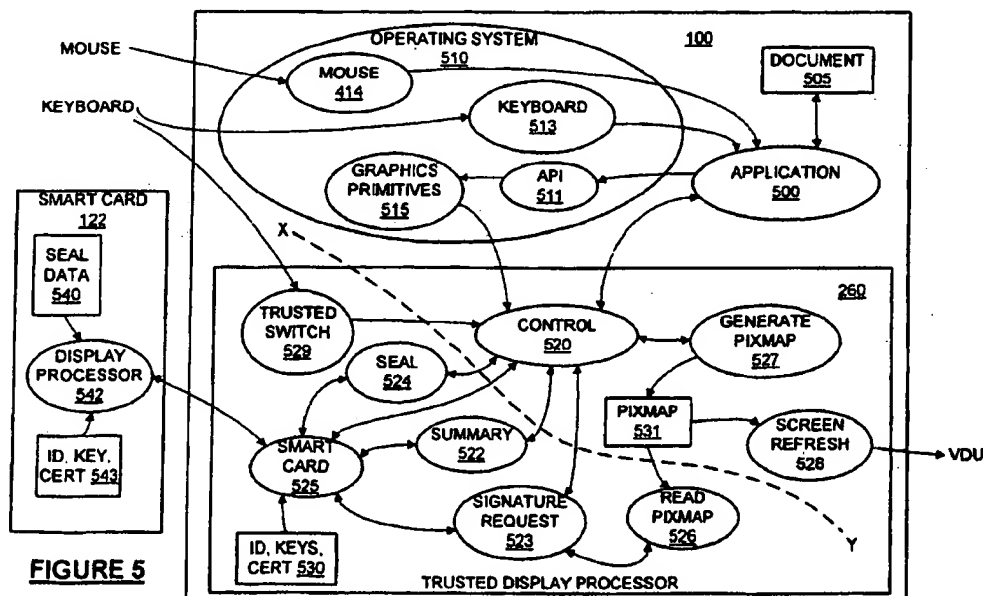 OPERATING SYSTEM
510
100
MOUSE
MOUSE
414
DOCUMENT
505
KEYBOARD
KEYBOARD
513
GRAPHICS
PRIMITIVES
515
API
511
APPLICATION
500
SMART CARD
122
SEAL
DATA
540
X
260
TRUSTED
SWITCH
529
CONTROL
520
GENERATE
PIXMAP
527
SEAL
524
DISPLAY
PROCESSOR
542
PIXMAP
531
SCREEN
REFRESH
528
VDU
SUMMARY
522
SMART
CARD
525
ID, KEY,
CERT 543
SIGNATURE
REQUEST
523
READ
PIXMAP
526
Y
ID, KEYS,
CERT 530
FIGURE 5
TRUSTED DISPLAY PROCESSOR